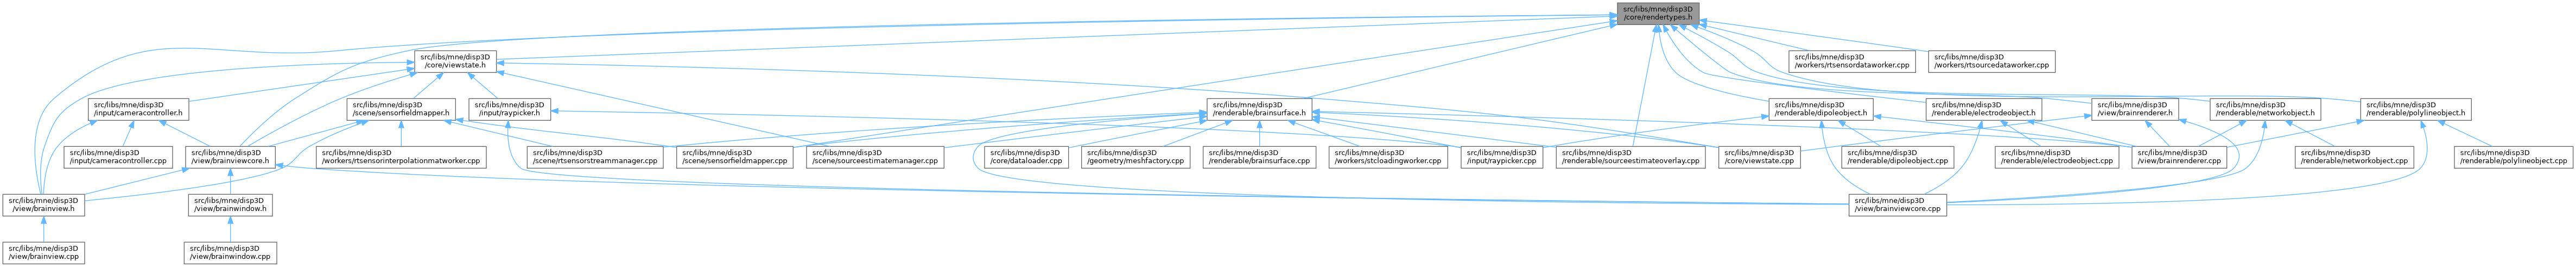 src/libs/mne/disp3D
/core/rendertypes.h
src/libs/mne/disp3D
/core/viewstate.h
src/libs/mne/disp3D
/workers/rtsensordataworker.cpp
src/libs/mne/disp3D
/workers/rtsourcedataworker.cpp
src/libs/mne/disp3D
/input/cameracontroller.h
src/libs/mne/disp3D
/scene/sensorfieldmapper.h
src/libs/mne/disp3D
/input/raypicker.h
src/libs/mne/disp3D
/renderable/brainsurface.h
src/libs/mne/disp3D
/renderable/dipoleobject.h
src/libs/mne/disp3D
/renderable/electrodeobject.h
src/libs/mne/disp3D
/view/brainrenderer.h
src/libs/mne/disp3D
/renderable/networkobject.h
src/libs/mne/disp3D
/renderable/polylineobject.h
src/libs/mne/disp3D
/input/cameracontroller.cpp
src/libs/mne/disp3D
/view/brainviewcore.h
src/libs/mne/disp3D
/workers/rtsensorinterpolationmatworker.cpp
src/libs/mne/disp3D
/scene/rtsensorstreammanager.cpp
src/libs/mne/disp3D
/scene/sensorfieldmapper.cpp
src/libs/mne/disp3D
/scene/sourceestimatemanager.cpp
src/libs/mne/disp3D
/core/dataloader.cpp
src/libs/mne/disp3D
/geometry/meshfactory.cpp
src/libs/mne/disp3D
/renderable/brainsurface.cpp
src/libs/mne/disp3D
/workers/stcloadingworker.cpp
src/libs/mne/disp3D
/input/raypicker.cpp
src/libs/mne/disp3D
/renderable/sourceestimateoverlay.cpp
src/libs/mne/disp3D
/core/viewstate.cpp
src/libs/mne/disp3D
/renderable/dipoleobject.cpp
src/libs/mne/disp3D
/renderable/electrodeobject.cpp
src/libs/mne/disp3D
/view/brainrenderer.cpp
src/libs/mne/disp3D
/renderable/networkobject.cpp
src/libs/mne/disp3D
/renderable/polylineobject.cpp
src/libs/mne/disp3D
/view/brainview.h
src/libs/mne/disp3D
/view/brainwindow.h
src/libs/mne/disp3D
/view/brainviewcore.cpp
src/libs/mne/disp3D
/view/brainview.cpp
src/libs/mne/disp3D
/view/brainwindow.cpp